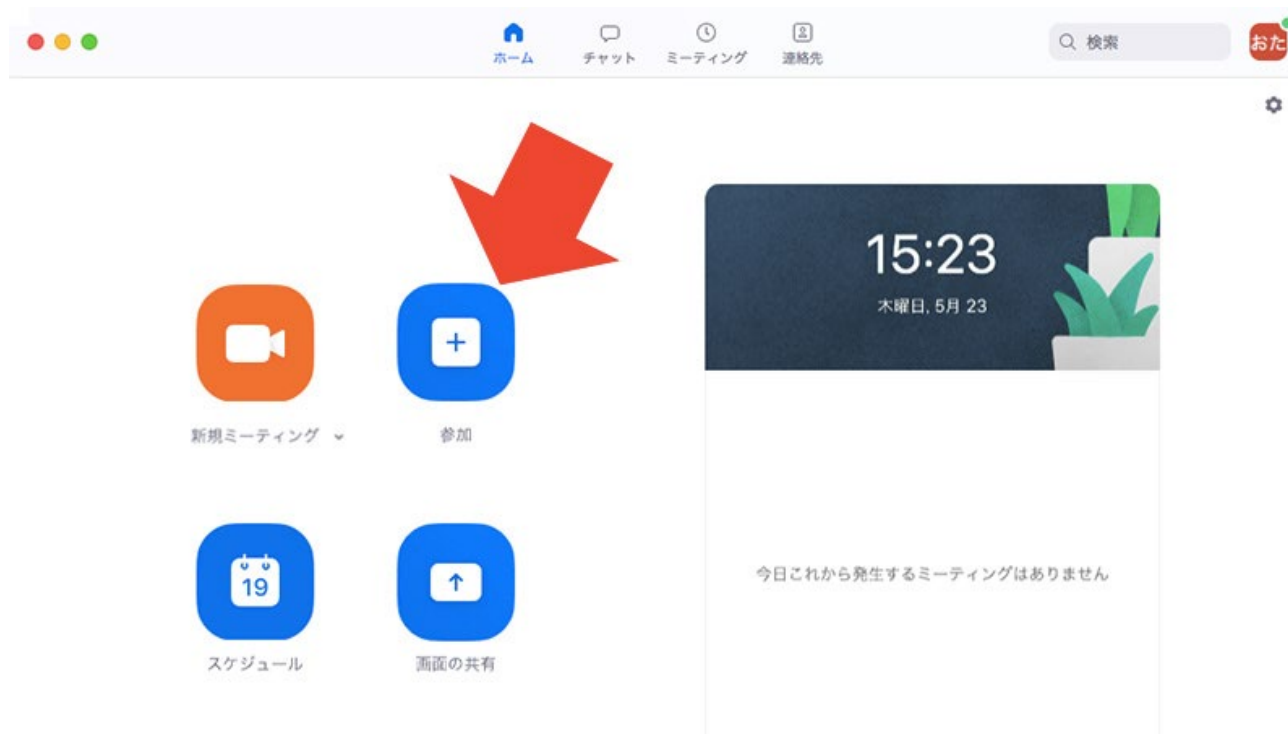 ホーム
チャット
ミーティング
連絡先
検索
おた
15:23
木曜日, 5月 23
新規ミーティング
参加
19
スケジュール
画面の共有
今日これから発生するミーティングはありません